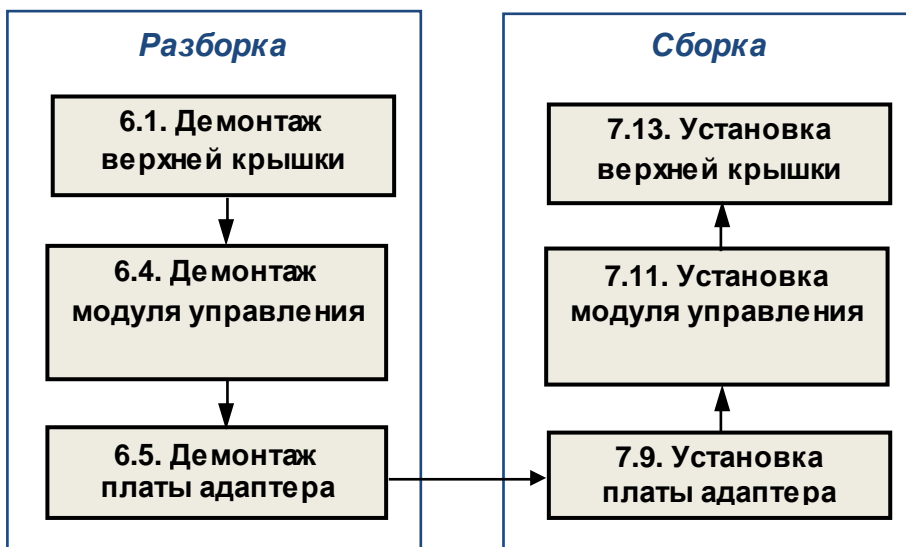 Разборка
6.1. Демонтаж
верхней крышки
6.4. Демонтаж
модуля управления
6.5. Демонтаж
платы адаптера
Сборка
7.13. Установка
верхней крышки
7.11. Установка
модуля управления
7.9. Установка
платы адаптера